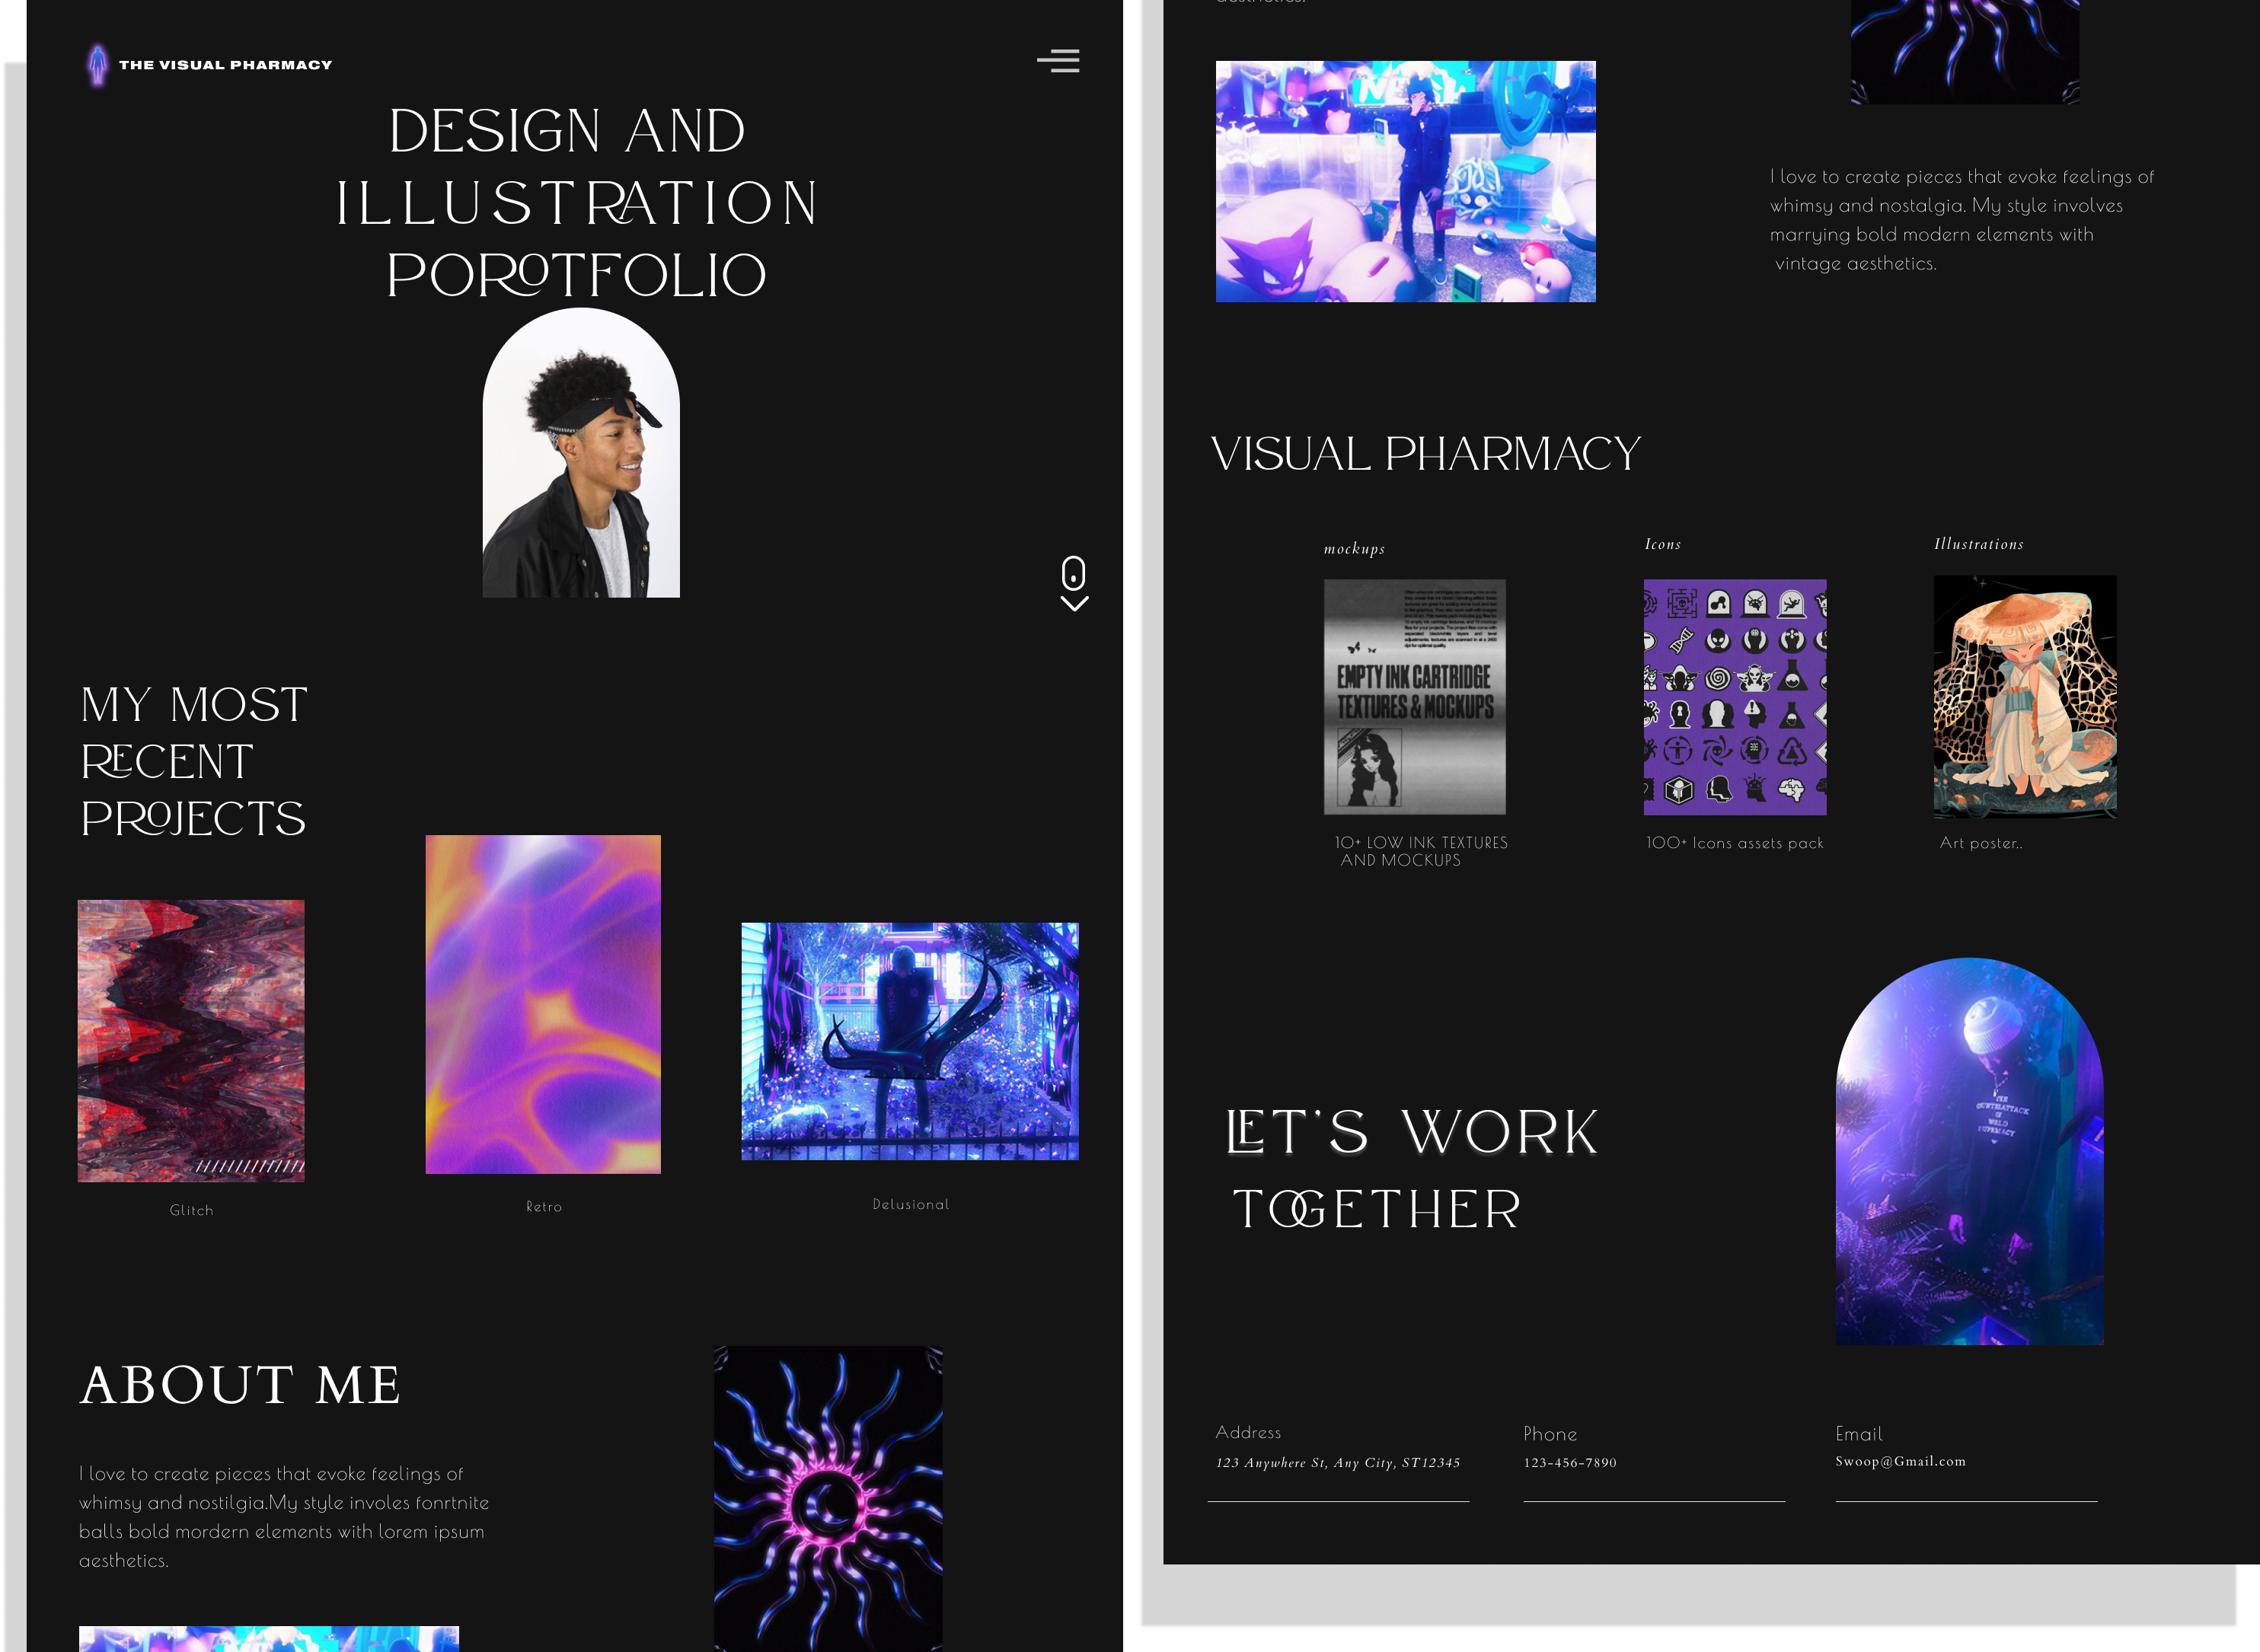 THE VISUAL PHARMACY
DESIGN AND
ILLUSTRATION
POROTFOLIO
MY MOST
RECENT
PROJECTS
Glitch
Retro
Delusional
ABOUT ME
I love to create pieces that evoke feelings of
whimsy and nostilgia.My style involes fonrtnite
balls bold mordern elements with lorem ipsum
aesthetics.
aesthetics.
I love to create pieces that evoke feelings of
whimsy and nostalgia. My style involves
marrying bold modern elements with
vintage aesthetics.
VISUAL PHARMACY
mockups
Icons
Illustrations
EMPTY INK CARTRIDGE
TEXTURES & MOCKUPS
10+ LOW INK TEXTURES
AND MOCKUPS
100+ Icons assets pack
Art poster..
LET'S WORK
TOGETHER
Address
123 Anywhere St, Any City, ST12345
Phone
123-456-7890
Email
Swoop@Gmail.com